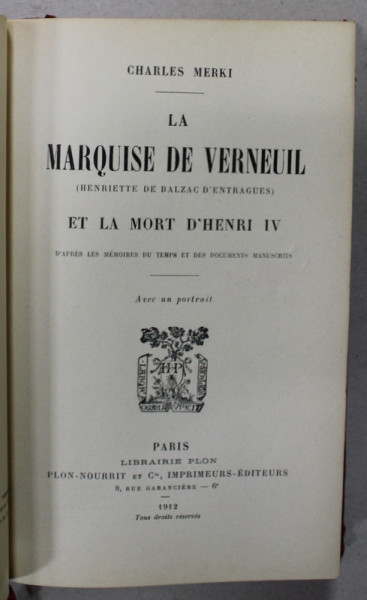 CHARLES MERKI
LA
MARQUISE DE VERNEUIL
(HENRIETTE DE BALZAC D'ENTRAGUES)
ET LA MORT D'HENRI IV
D'APRÈS LES MÉMOIRES DU TEMPS ET DES DOCUMENTS MANUSCRITS
Avec un portrait
HP
PARIS
LIBRAIRIE PLON
PLON-NOURRIT ET Cie, IMPRIMEURS-ÉDITEURS
8, RUE GARANCIÈRE — 6e
1912
Tous droits réservés